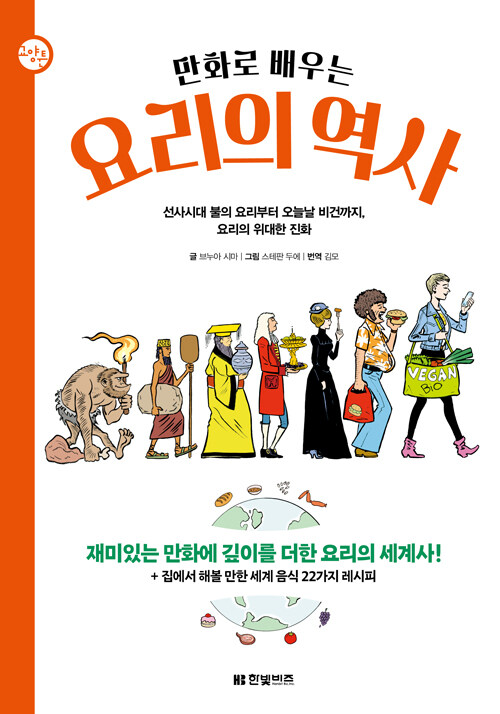 교양툰
만화로 배우는
요리의 역사
선사시대 불의 요리부터 오늘날 비건까지,
요리의 위대한 진화
글 브누아 시마 | 그림 스테판 두에 | 번역 김모
VEGAN
BIO
재미있는 만화에 깊이를 더한 요리의 세계사!
+ 집에서 해볼 만한 세계 음식 22가지 레시피
HB 한빛비즈